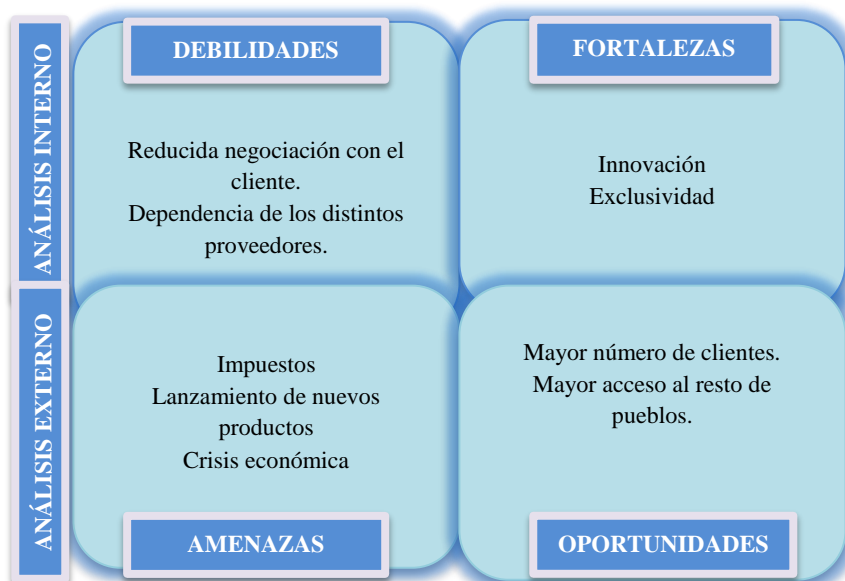 ANÁLISIS INTERNO
DEBILIDADES
Reducida negociación con el
cliente.
Dependencia de los distintos
proveedores.
FORTALEZAS
Innovación
Exclusividad
ANÁLISIS EXTERNO
Impuestos
Lanzamiento de nuevos
productos
Crisis económica
AMENAZAS
Mayor número de clientes.
Mayor acceso al resto de
pueblos.
OPORTUNIDADES